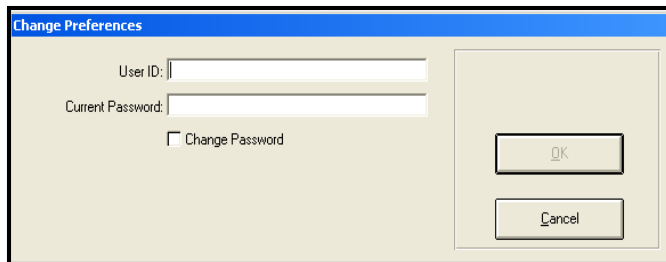 Change Preferences
User ID:
Current Password:
Change Password
OK
Cancel